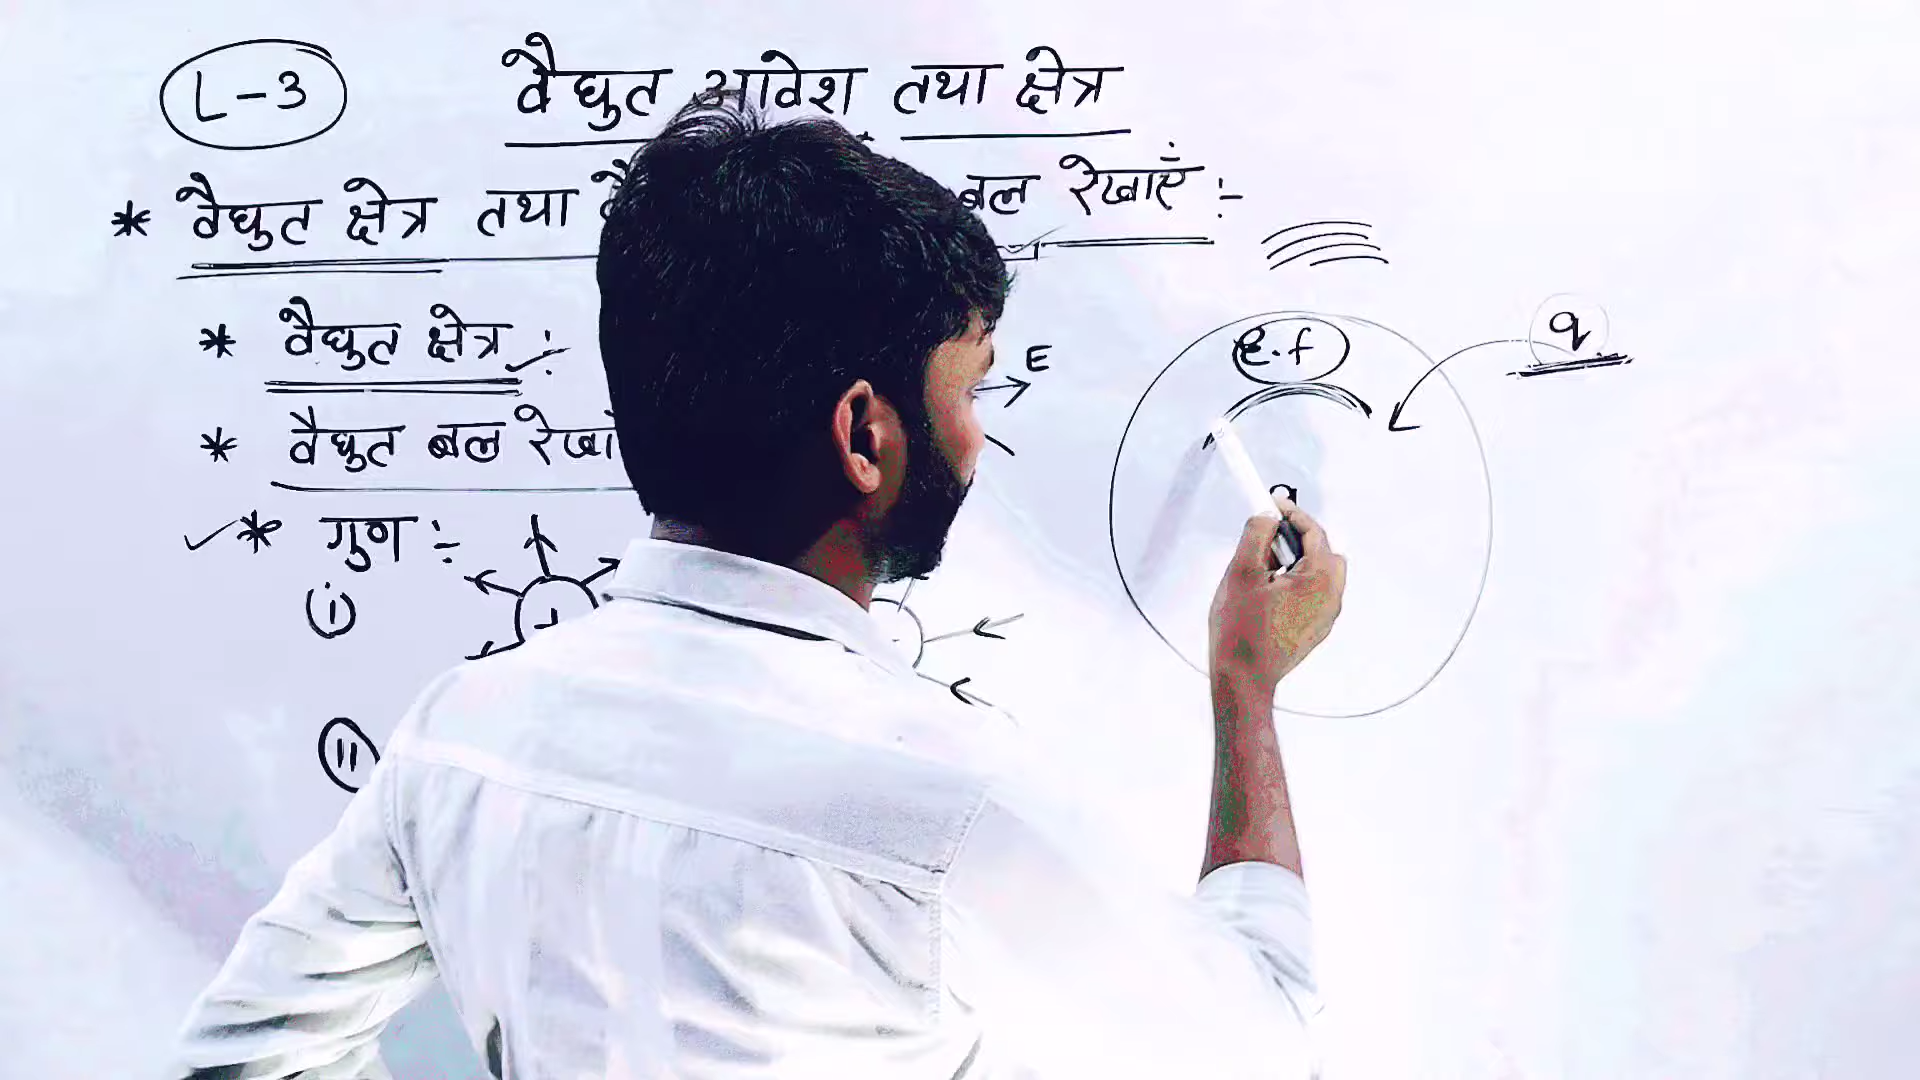 L-3
वैद्युत आवेश तथा क्षेत्र
* वैद्युत क्षेत्र तथा बल रेखाएँ :-
* वैद्युत क्षेत्र :
E
e.f
q
* वैद्युत बल रेखा
* गुण :-
(i)
+
(ii)